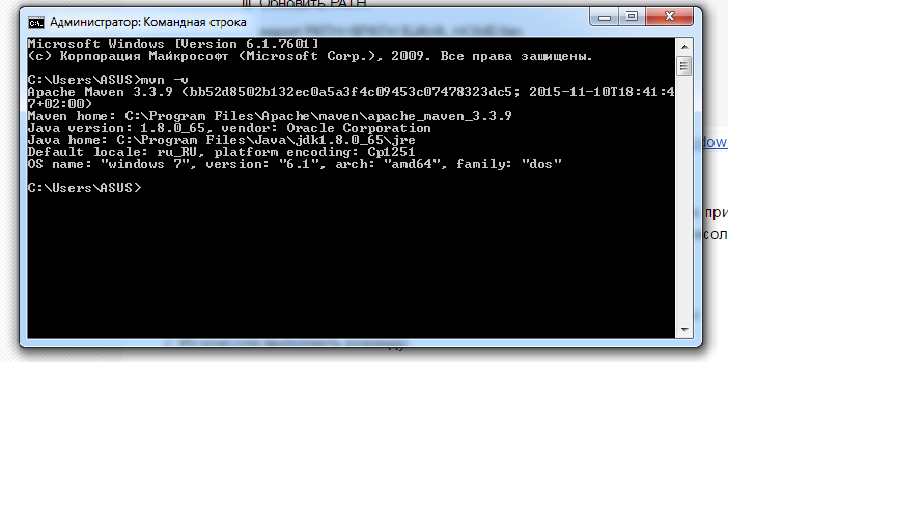 Обновить PATH
Администратор: Командная строка
Microsoft Windows [Version 6.1.7601]
(c) Корпорация Майкрософт (Microsoft Corp.), 2009. Все права защищены.
C:\Users\ASUS>mvn -v
Apache Maven 3.3.9 (bb52d8502b132ec0a5a3f4c09453c07478323dc5; 2015-11-10T18:41:4
7+02:00)
Maven home: C:\Program Files\Apache\maven\apache_maven_3.3.9
Java version: 1.8.0_65, vendor: Oracle Corporation
Java home: C:\Program Files\Java\jdk1.8.0_65\jre
Default locale: ru_RU, platform encoding: Cp1251
OS name: "windows 7", version: "6.1", arch: "amd64", family: "dos"
C:\Users\ASUS>
dow
при
сол